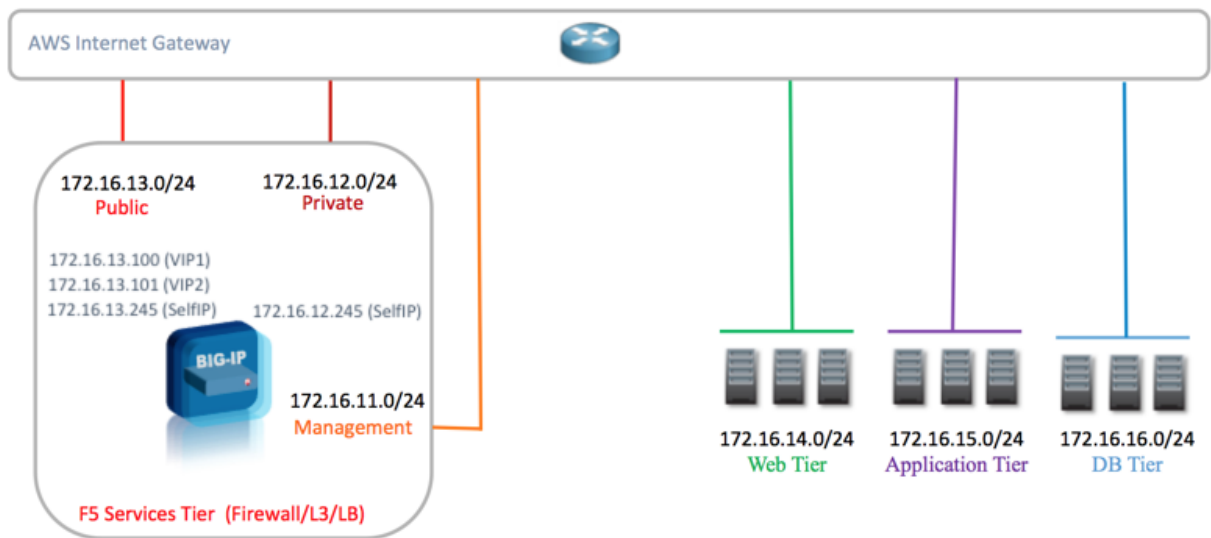 AWS Internet Gateway
172.16.13.0/24
Public
172.16.12.0/24
Private
172.16.13.100 (VIP1)
172.16.13.101 (VIP2)
172.16.13.245 (SelfIP)
172.16.12.245 (SelfIP)
BIG-IP
172.16.11.0/24
Management
F5 Services Tier (Firewall/L3/LB)
172.16.14.0/24
Web Tier
172.16.15.0/24
Application Tier
172.16.16.0/24
DB Tier